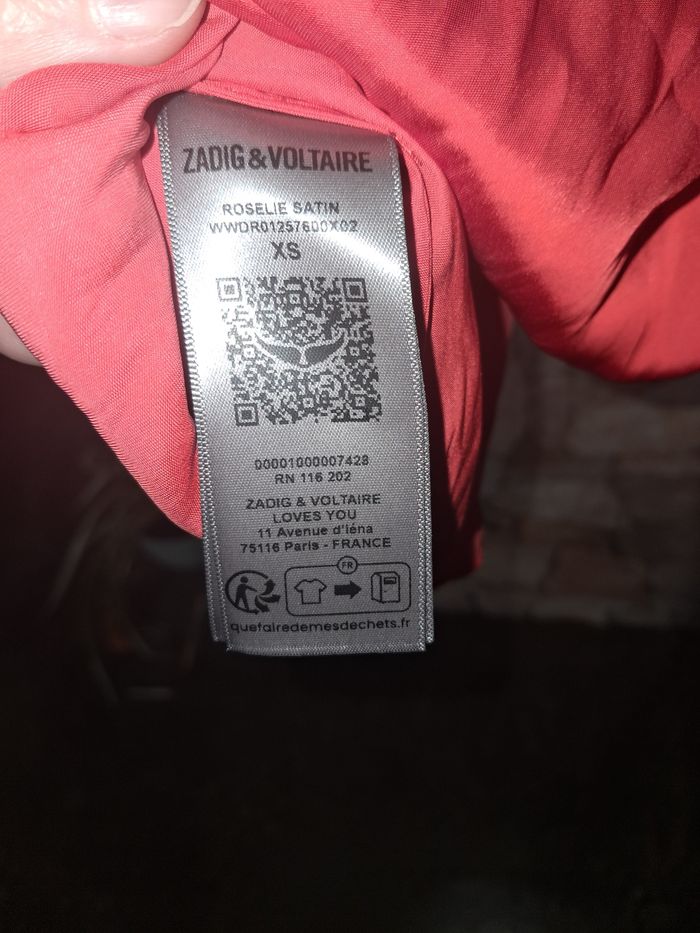 ZADIG & VOLTAIRE
ROSELIE SATIN
WWDR01257600X02
XS
00001000007428
RN 116 202
ZADIG & VOLTAIRE
LOVES YOU
11 Avenue d'Iéna
75116 Paris - FRANCE
FR
quefairedemesdechets.fr